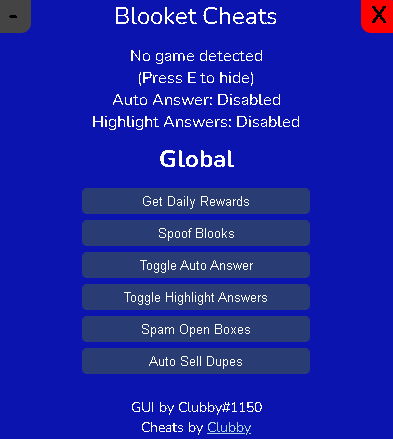 -
Blooket Cheats
X
No game detected
(Press E to hide)
Auto Answer: Disabled
Highlight Answers: Disabled
Global
Get Daily Rewards
Spoof Blooks
Toggle Auto Answer
Toggle Highlight Answers
Spam Open Boxes
Auto Sell Dupes
GUI by Clubby#1150
Cheats by Clubby